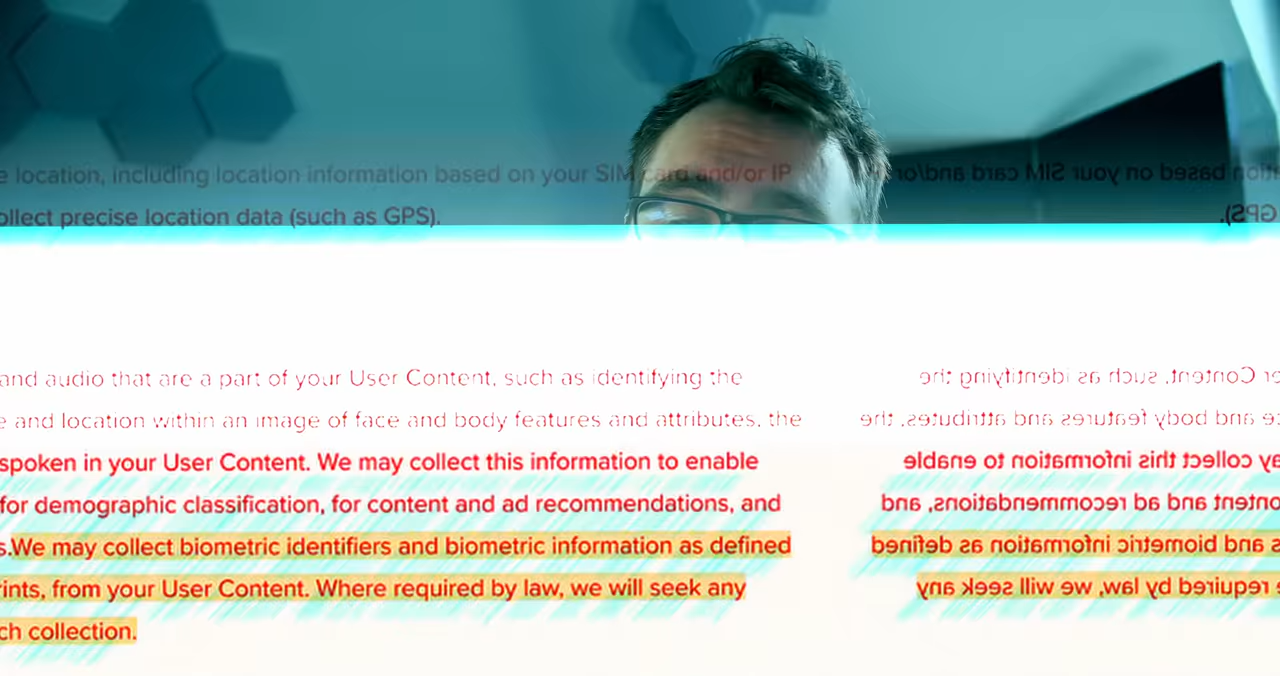 e location, including location information based on your SIM card and/or IP
ollect precise location data (such as GPS).
and audio that are a part of your User Content, such as identifying the
e and location within an image of face and body features and attributes, the
spoken in your User Content. We may collect this information to enable
for demographic classification, for content and ad recommendations, and
s.We may collect biometric identifiers and biometric information as defined
rints, from your User Content. Where required by law, we will seek any
ch collection.